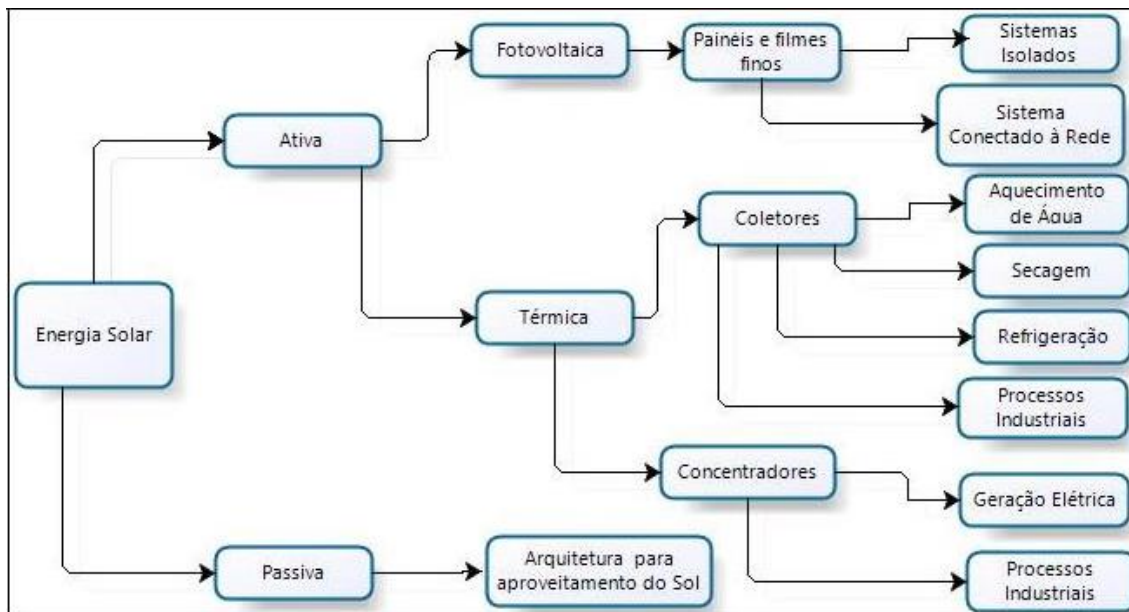 Fotovoltaica
Painéis e filmes
finos
Sistemas
Isolados
Sistema
Conectado à Rede
Ativa
Aquecimento
de Água
Coletores
Secagem
Energia Solar
Térmica
Refrigeração
Processos
Industriais
Concentradores
Geração Elétrica
Passiva
Arquitetura para
aproveitamento do Sol
Processos
Industriais